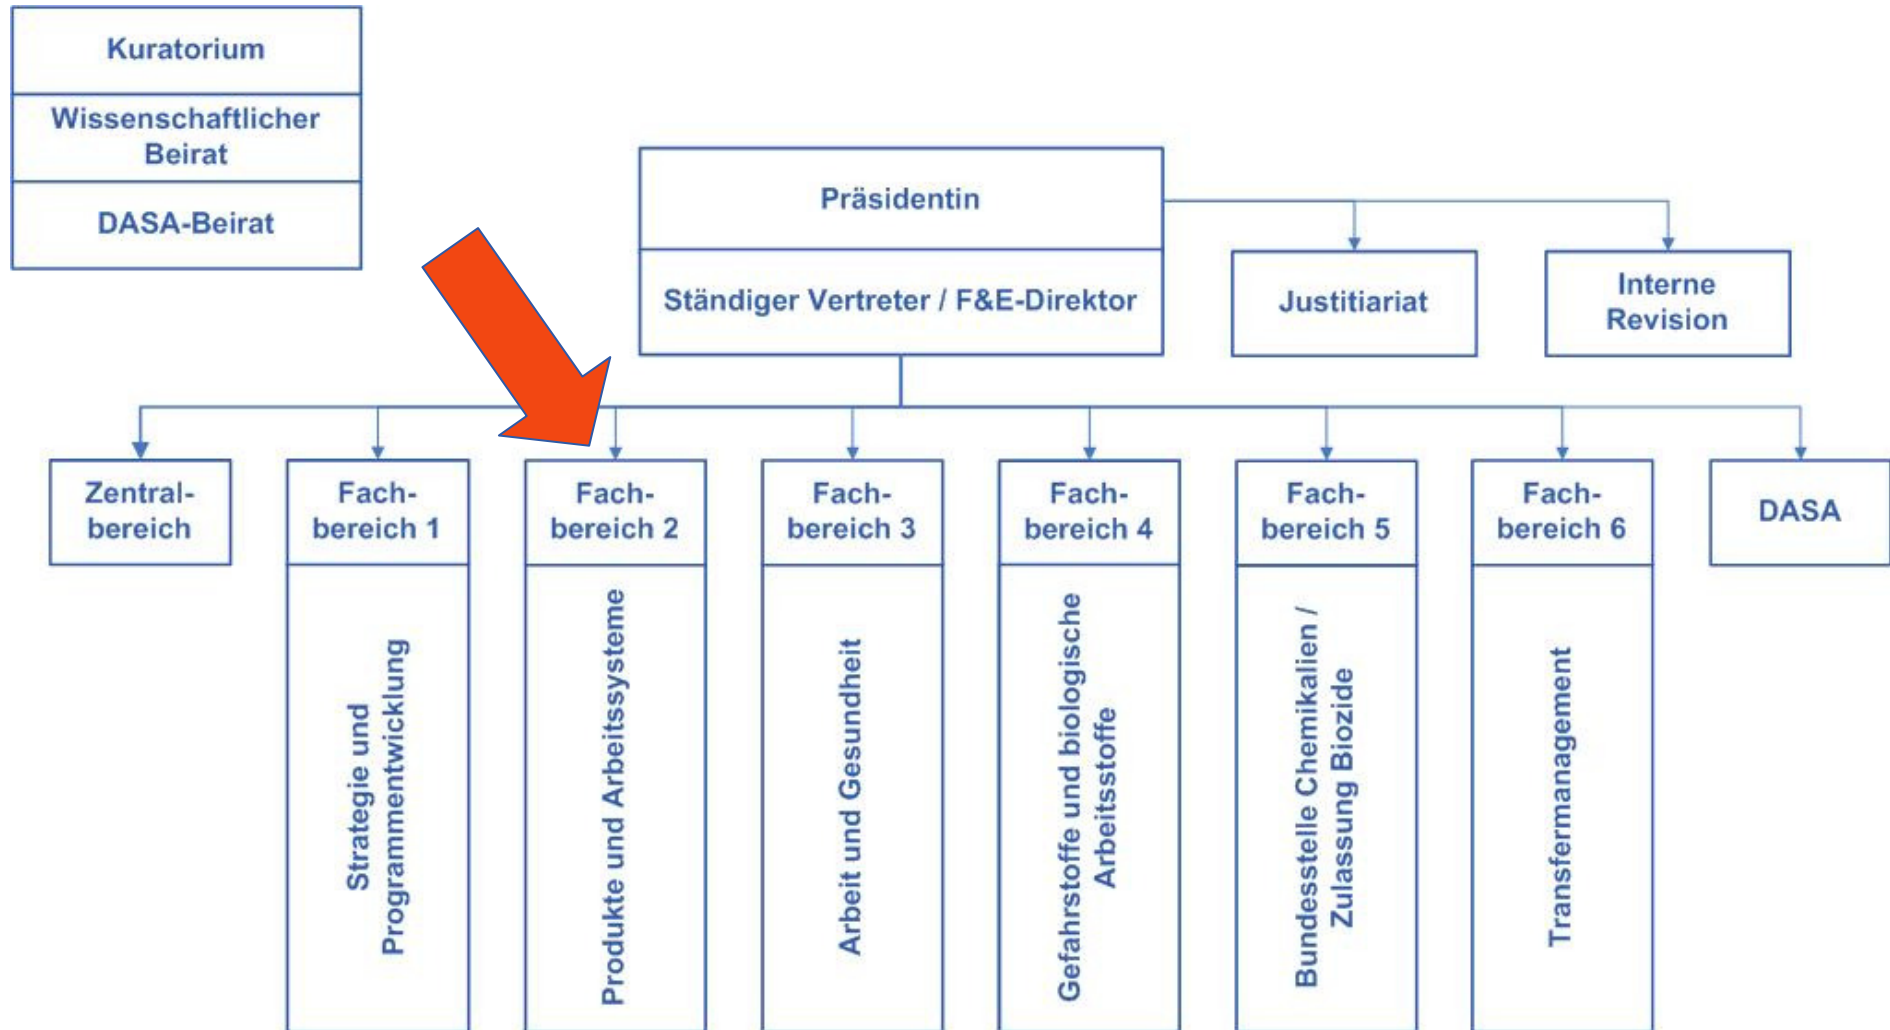 Kuratorium
Wissenschaftlicher
Beirat
DASA-Beirat
Präsidentin
Ständiger Vertreter / F&E-Direktor
Justitiariat
Interne
Revision
Zentral-
bereich
Fach-
bereich 1
Strategie und
Programmentwicklung
Fach-
bereich 2
Produkte und Arbeitssysteme
Fach-
bereich 3
Arbeit und Gesundheit
Fach-
bereich 4
Gefahrstoffe und biologische
Arbeitsstoffe
Fach-
bereich 5
Bundesstelle Chemikalien /
Zulassung Biozide
Fach-
bereich 6
Transfermanagement
DASA